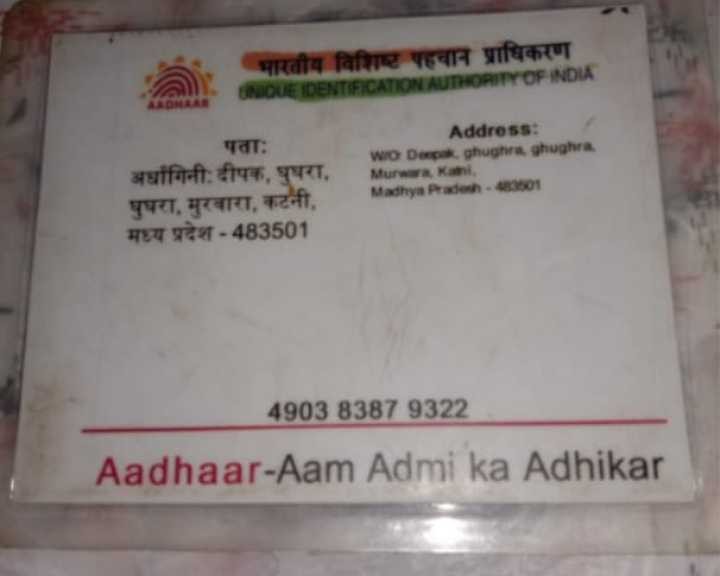 भारतीय विशिष्ट पहचान प्राधिकरण
UNIQUE IDENTIFICATION AUTHORITY OF INDIA
AADHAAR
पता:
अर्धांगिनी: दीपक, घुघरा,
घुघरा, मुरवारा, कटनी,
मध्य प्रदेश - 483501
Address:
W/O: Deepak, ghughra, ghughra,
Murwara, Katni,
Madhya Pradesh - 483501
4903 8387 9322
Aadhaar-Aam Admi ka Adhikar